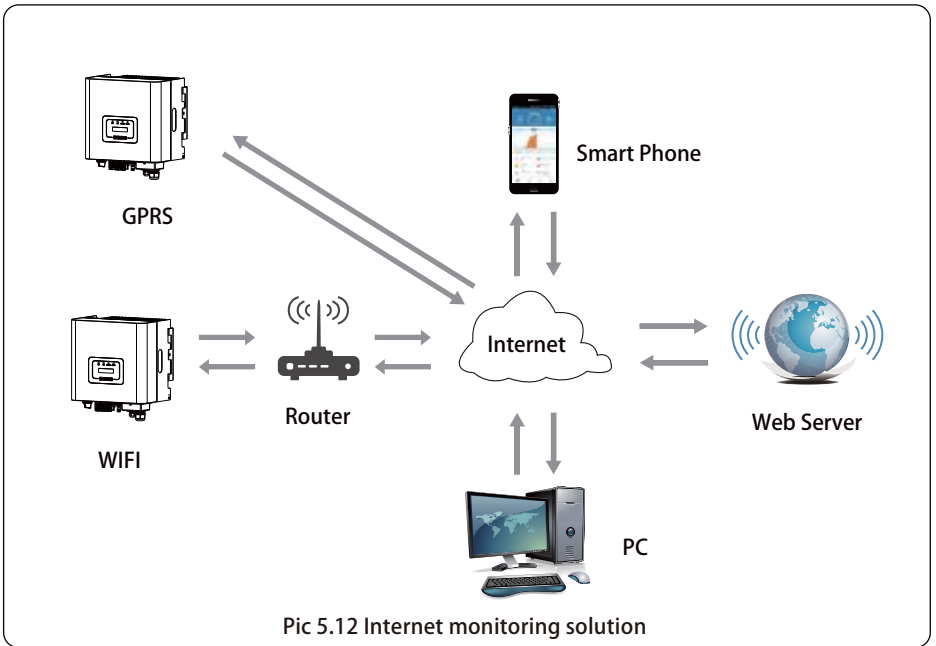 Smart Phone
GPRS
Internet
Router
Web Server
WIFI
PC
Pic 5.12 Internet monitoring solution